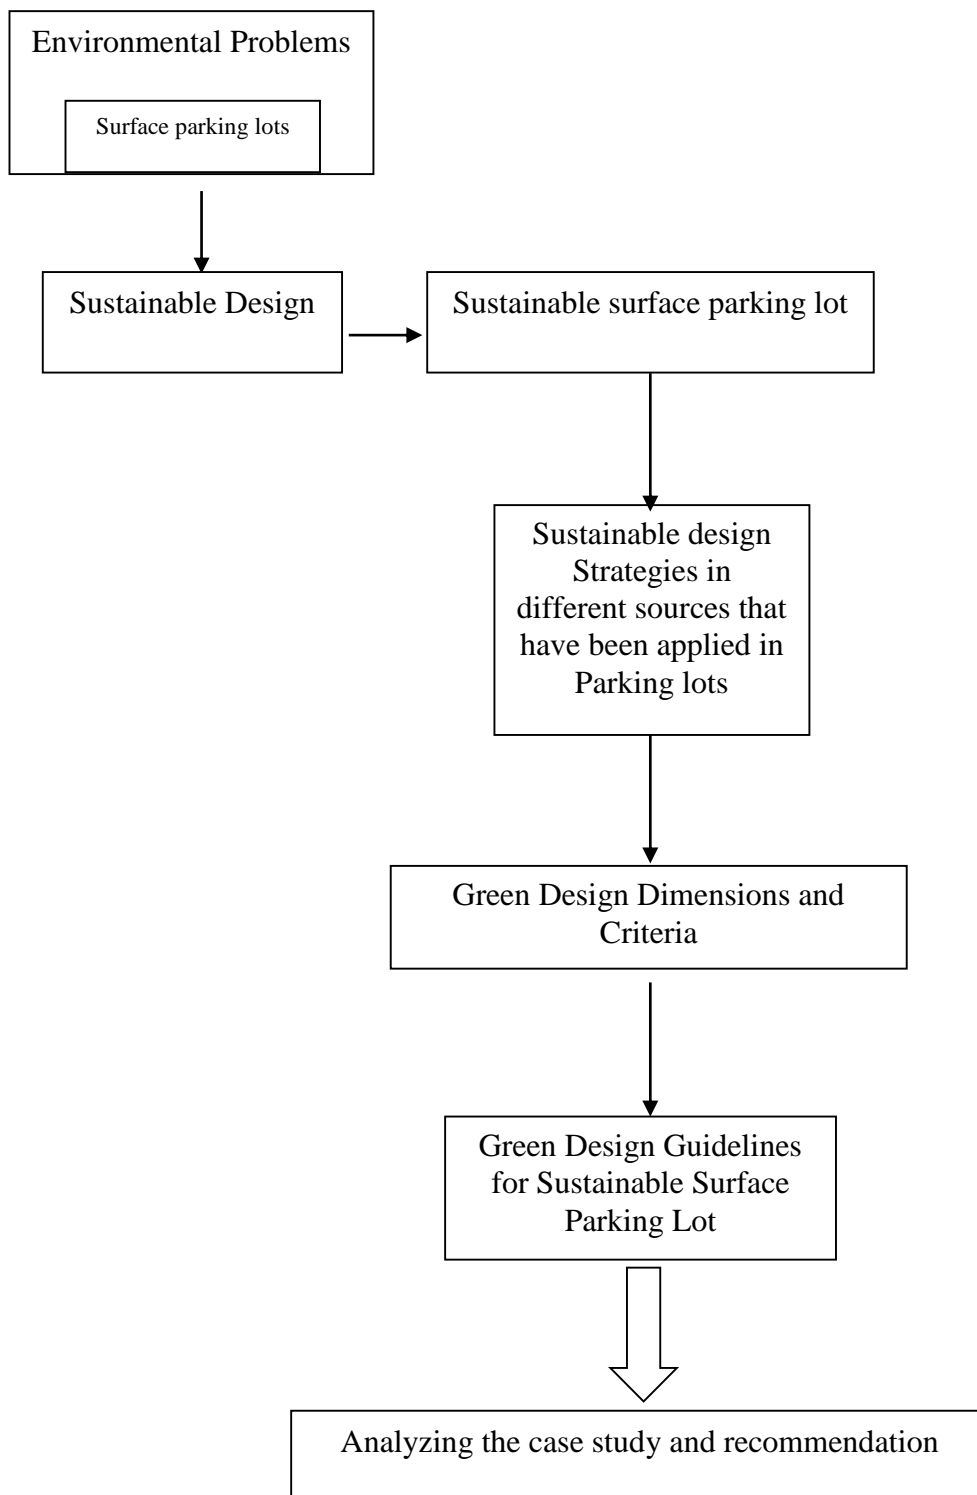 Environmental Problems
Surface parking lots
Sustainable Design
Sustainable surface parking lot
Sustainable design
Strategies in
different sources that
have been applied in
Parking lots
Green Design Dimensions and
Criteria
Green Design Guidelines
for Sustainable Surface
Parking Lot
Analyzing the case study and recommendation